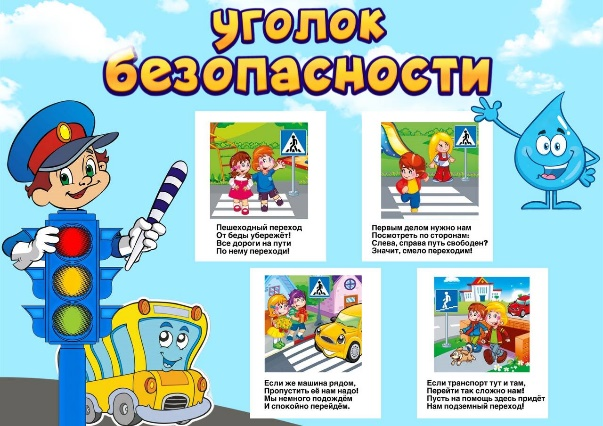 уголок
безопасности
Пешеходный переход
От беды убережёт!
Все дороги на пути
По нему переходи!
Первым делом нужно нам
Посмотреть по сторонам:
Слева, справа путь свободен?
Значит, смело переходим!
Если же машина рядом,
Пропустить её нам надо!
Мы немного подождём
И спокойно перейдём.
Если транспорт тут и там,
Перейти так сложно нам!
Пусть на помощь здесь придёт
Нам подземный переход!